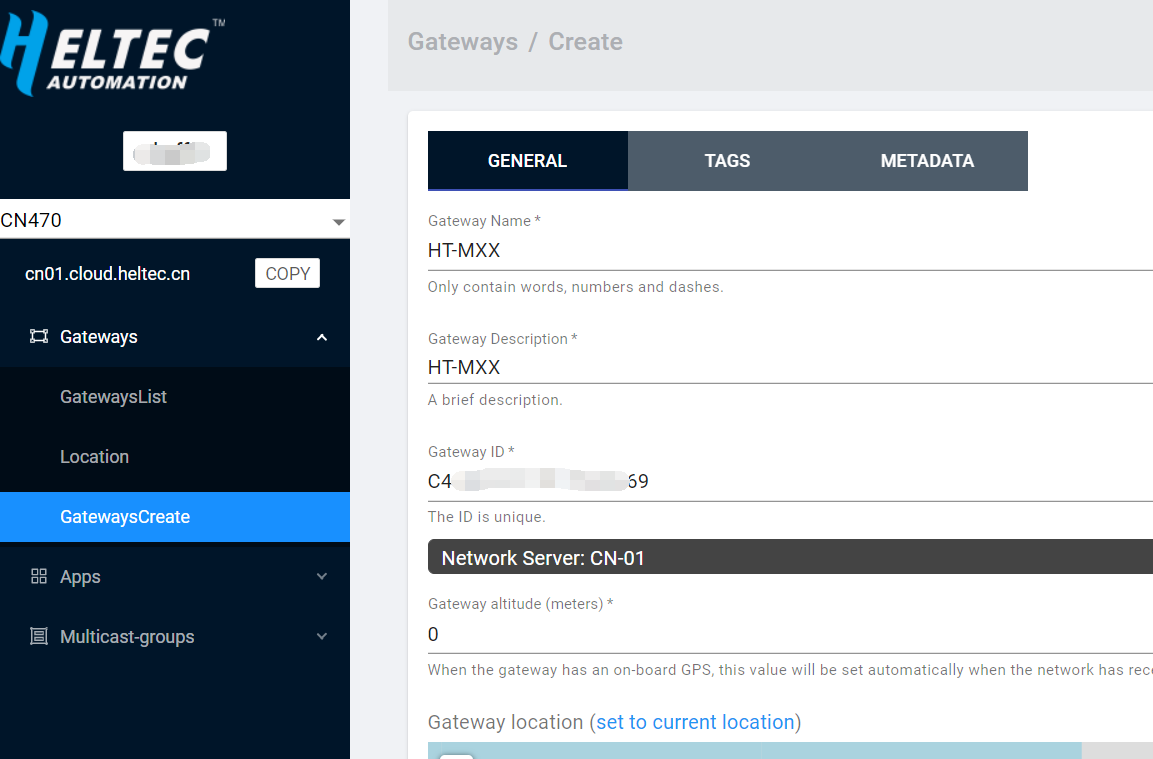 HELTEC™
AUTOMATION
CN470
cn01.cloud.heltec.cn
COPY
Gateways
GatewaysList
Location
GatewaysCreate
Apps
Multicast-groups
Gateways / Create
GENERAL
TAGS
METADATA
Gateway Name *
HT-MXX
Only contain words, numbers and dashes.
Gateway Description *
HT-MXX
A brief description.
Gateway ID *
C4
69
The ID is unique.
Network Server: CN-01
Gateway altitude (meters) *
0
When the gateway has an on-board GPS, this value will be set automatically when the network has
Gateway location (set to current location)